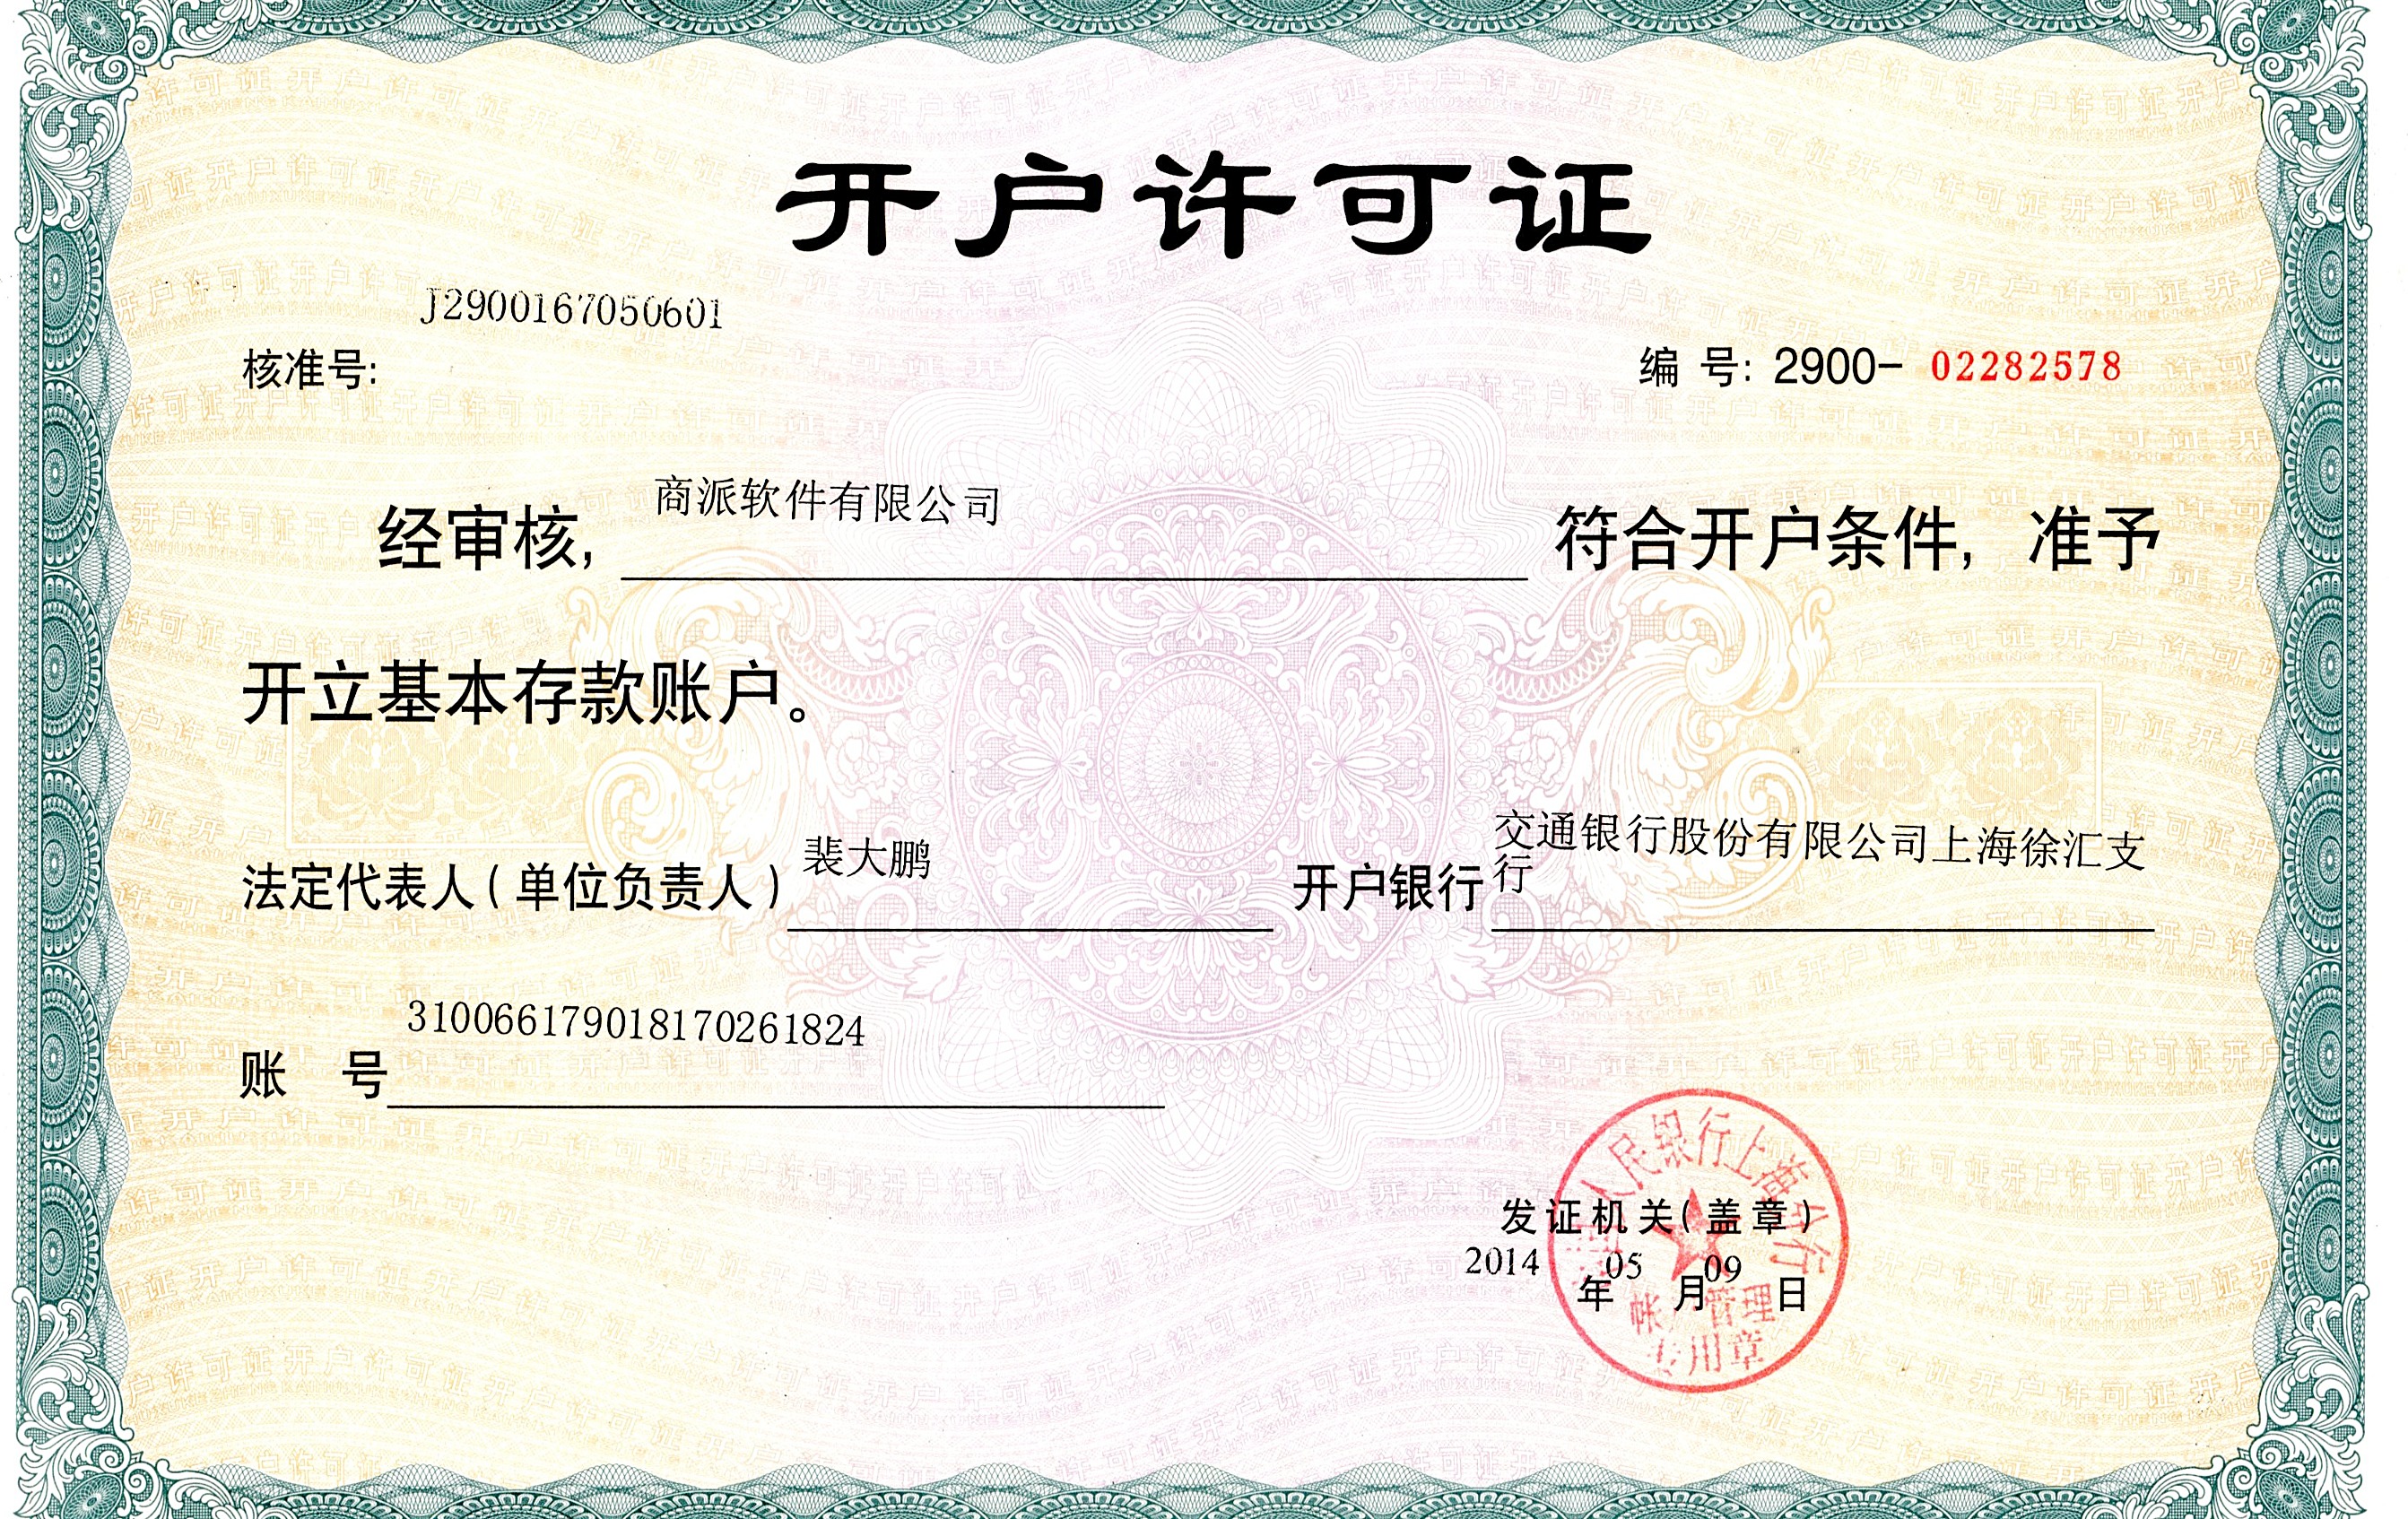 开户许可证
J2900167050601
核准号:
编 号: 2900- 02282578
经审核, 商派软件有限公司 符合开户条件, 准予
开立基本存款账户。
法定代表人(单位负责人) 裴大鹏 开户银行 交通银行股份有限公司上海徐汇支
行
310066179018170261824
账 号
发证机关(盖章)
2014 年 05 月 09 日
人民银行上海分行
帐户管理
专用章